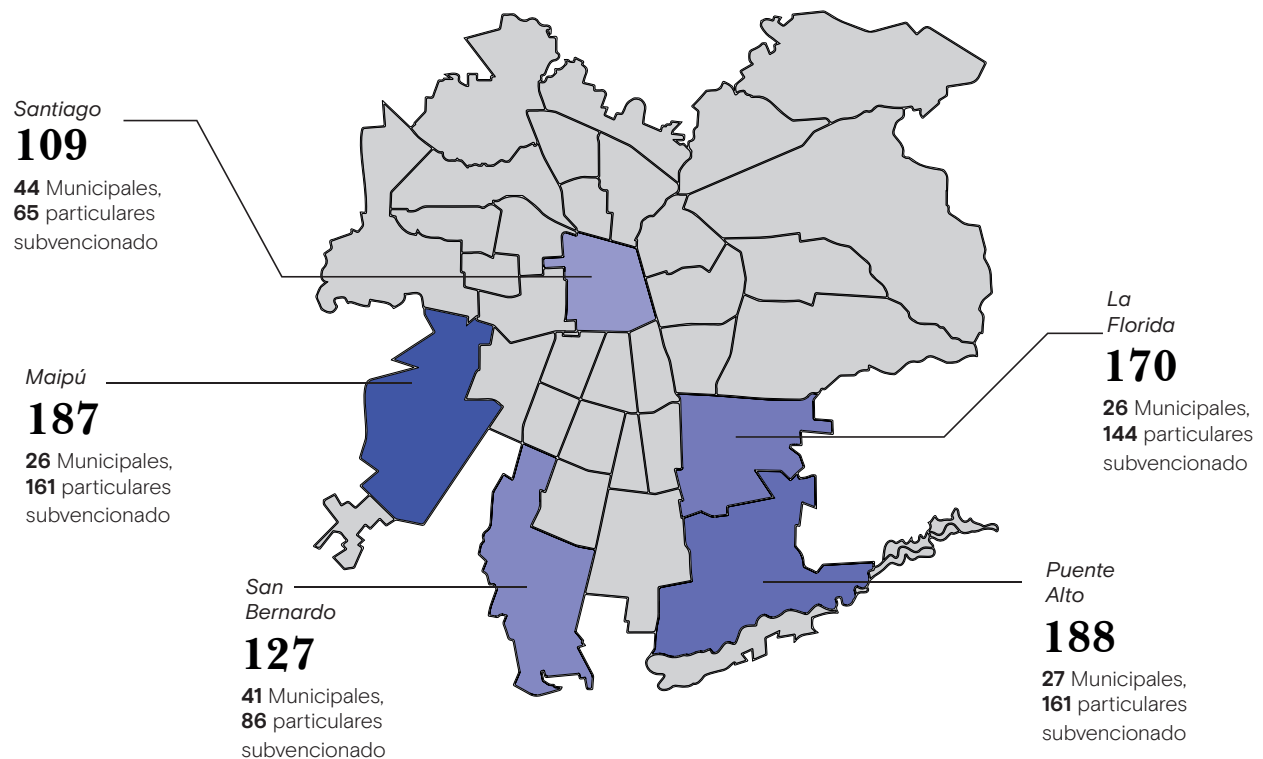 Santiago
109
44 Municipales,
65 particulares
subvencionado
Maipú
187
26 Municipales,
161 particulares
subvencionado
San
Bernardo
127
41 Municipales,
86 particulares
subvencionado
La
Florida
170
26 Municipales,
144 particulares
subvencionado
Puente
Alto
188
27 Municipales,
161 particulares
subvencionado